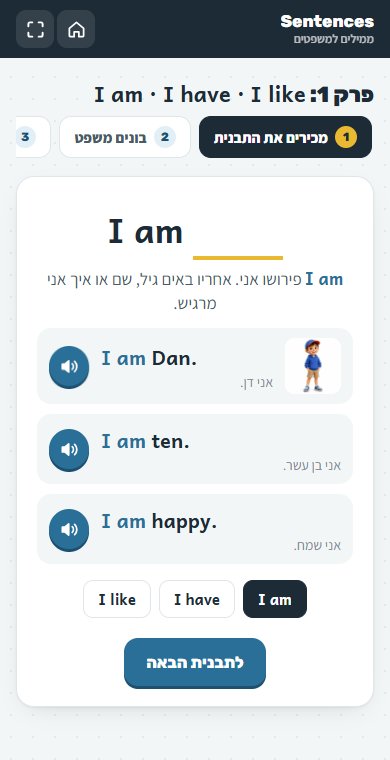 Sentences
ממילים למשפטים
פרק 1: I am · I have · I like
1 מכירים את התבנית
2 בונים משפט
3
I am ____
I am פירושו אני. אחריו באים גיל, שם או איך אני
מרגיש.
I am Dan.
אני דן.
I am ten.
אני בן עשר.
I am happy.
אני שמח.
I am
I have
I like
לתבנית הבאה